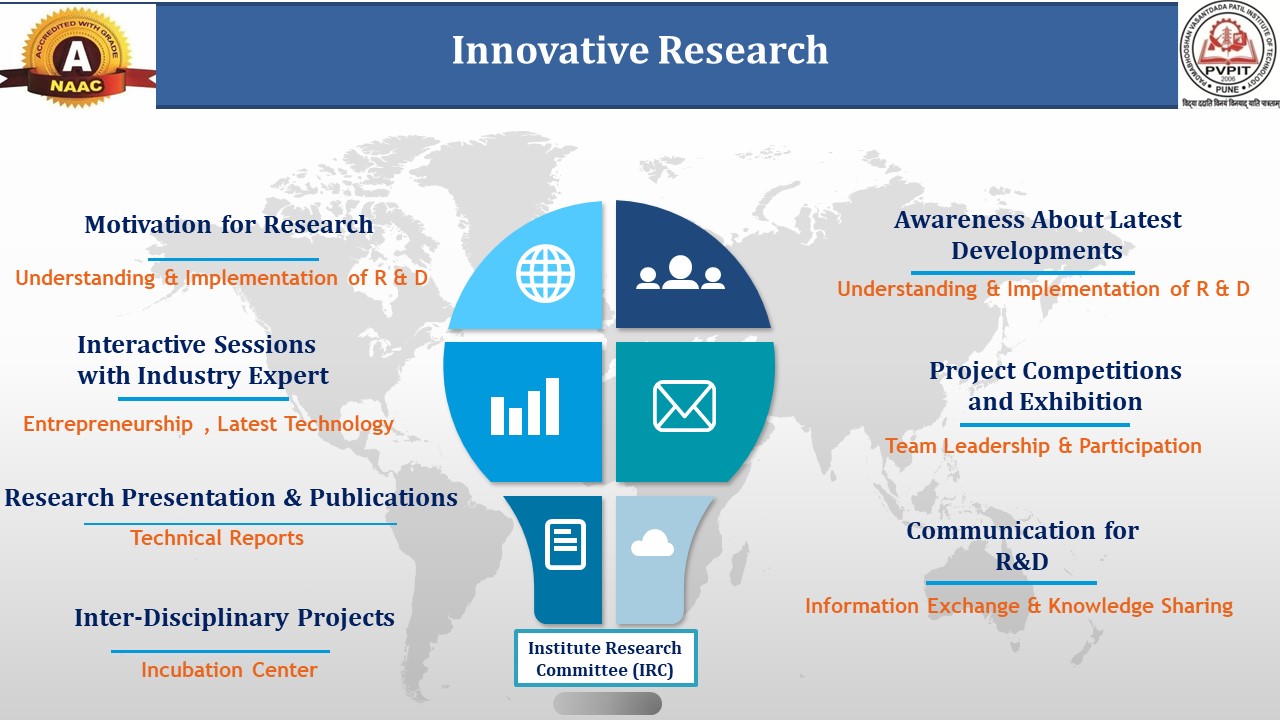 Innovative Research
ACCREDITED WITH GRADE
A
NAAC
PADMABHOOSHAN VASANTDADA PATIL INSTITUTE OF TECHNOLOGY
PVPIT
2006
• PUNE •
विद्या ददाति विनयं विनयाद् याति पात्रताम्
Motivation for Research
Understanding & Implementation of R & D
Interactive Sessions
with Industry Expert
Entrepreneurship , Latest Technology
Research Presentation & Publications
Technical Reports
Inter-Disciplinary Projects
Incubation Center
Awareness About Latest
Developments
Understanding & Implementation of R & D
Project Competitions
and Exhibition
Team Leadership & Participation
Communication for
R&D
Information Exchange & Knowledge Sharing
Institute Research
Committee (IRC)